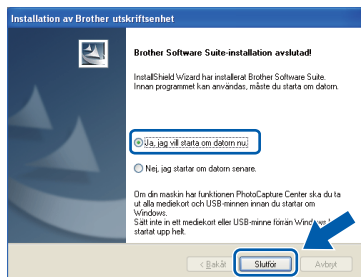 Installation av Brother utskriftsenhet
Brother Software Suite-installation avslutad!
InstallShield Wizard har installerat Brother Software Suite.
Innan programmet kan användas, måste du starta om datorn.
Ja, jag vill starta om datorn nu.
Nej, jag startar om datorn senare.
Om din maskin har funktionen PhotoCapture Center ska du ta
ut alla mediekort och USB-minnen innan du startar om
Windows.
Sätt inte in ett mediekort eller USB-minne förrän Windows
startat upp helt.
< Bakåt
Slutför
Avbryt